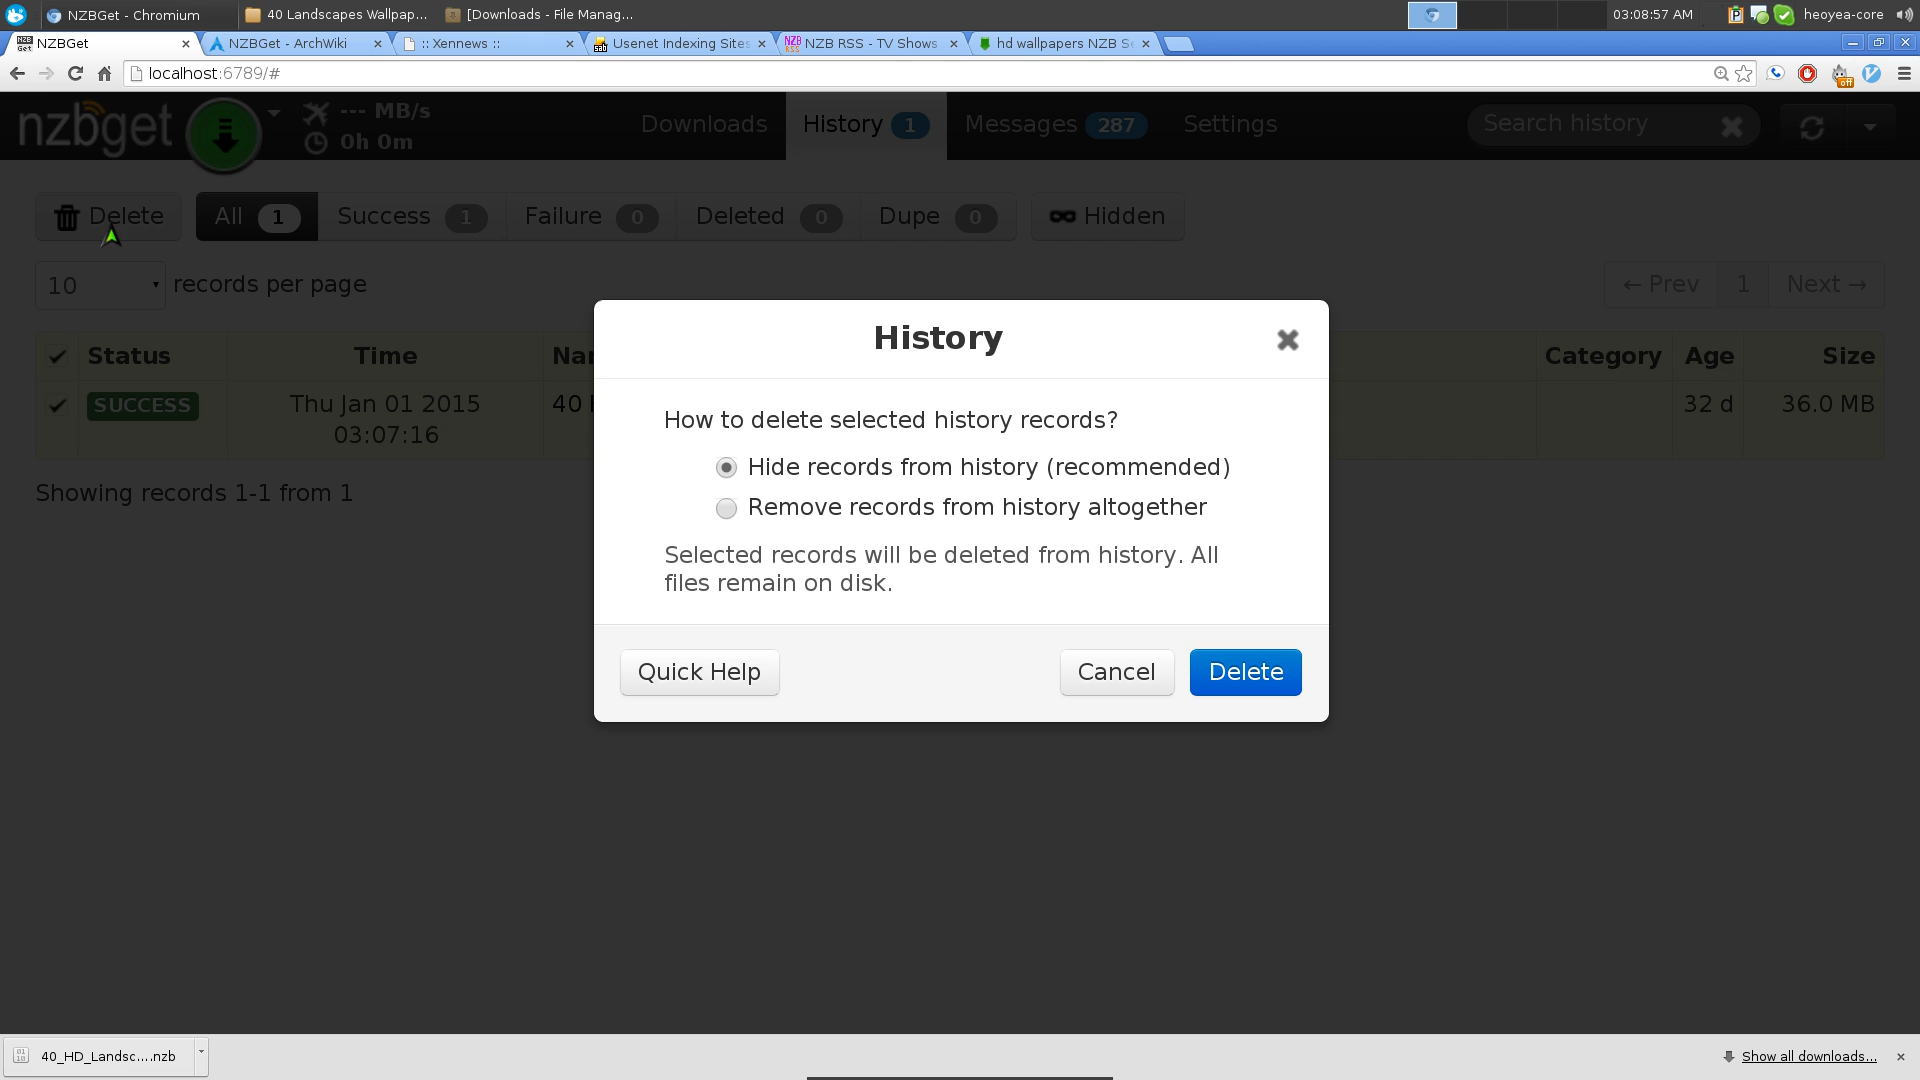 NZBGet - Chromium
40 Landscapes Wallpap...
[Downloads - File Manag...
03:08:57 AM
heoyea-core
NZBGet
NZBGet - ArchWiki
:: Xennews ::
Usenet Indexing Sites
NZB RSS - TV Shows
hd wallpapers NZB Se
localhost:6789/#
off
nzbget
--- MB/s
0h 0m
Downloads
History 1
Messages 287
Settings
Search history
Delete
All 1
Success 1
Failure 0
Deleted 0
Dupe 0
Hidden
10 records per page
← Prev 1 Next →
Status Time Category Age Size
SUCCESS Thu Jan 01 2015 40 32 d 36.0 MB
03:07:16
Showing records 1-1 from 1
History
How to delete selected history records?
Hide records from history (recommended)
Remove records from history altogether
Selected records will be deleted from history. All
files remain on disk.
Quick Help
Cancel
Delete
40_HD_Landsc....nzb
Show all downloads...